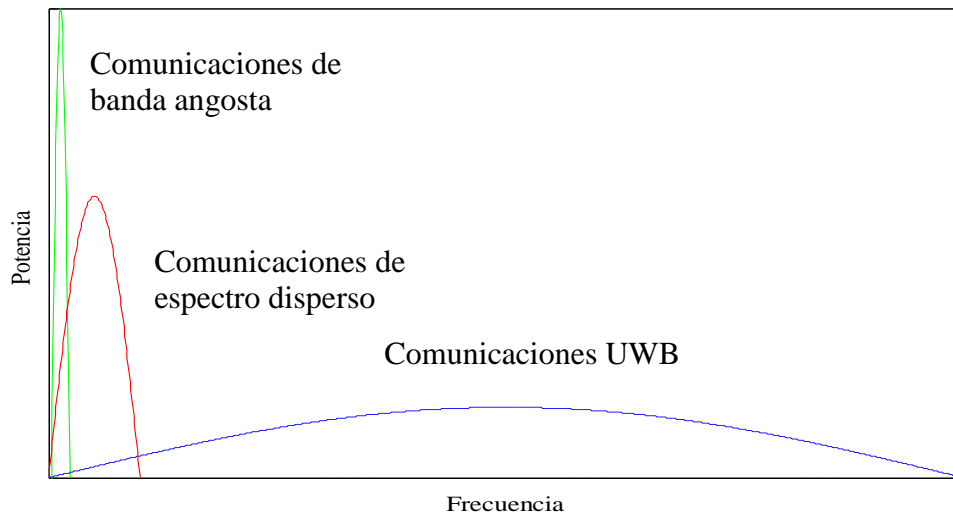 Comunicaciones de
banda angosta
Potencia
Comunicaciones de
espectro disperso
Comunicaciones UWB
Frecuencia